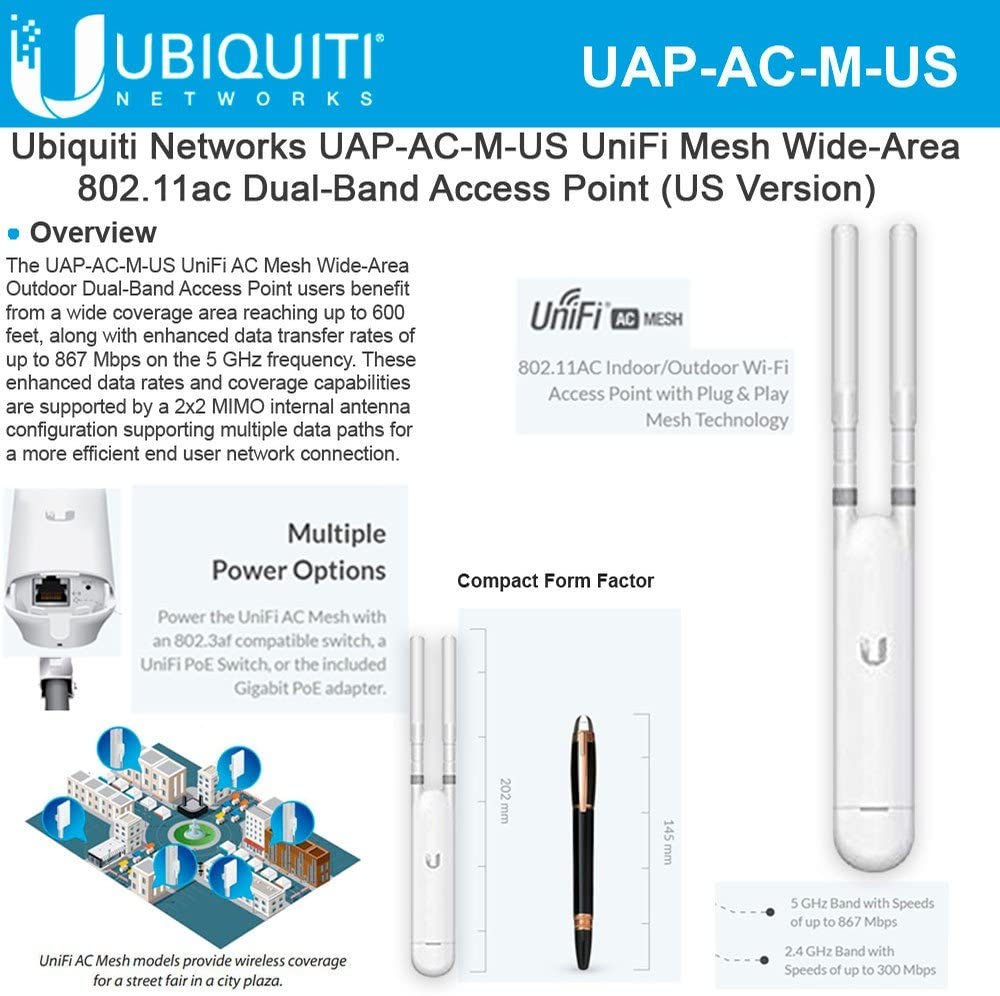 UBIQUITI®
NETWORKS
UAP-AC-M-US
Ubiquiti Networks UAP-AC-M-US UniFi Mesh Wide-Area
802.11ac Dual-Band Access Point (US Version)
• Overview
The UAP-AC-M-US UniFi AC Mesh Wide-Area
Outdoor Dual-Band Access Point users benefit
from a wide coverage area reaching up to 600
feet, along with enhanced data transfer rates of
up to 867 Mbps on the 5 GHz frequency. These
enhanced data rates and coverage capabilities
are supported by a 2x2 MIMO internal antenna
configuration supporting multiple data paths for
a more efficient end user network connection.
UniFi AC MESH
802.11AC Indoor/Outdoor Wi-Fi
Access Point with Plug & Play
Mesh Technology
Multiple
Power Options
Power the UniFi AC Mesh with
an 802.3af compatible switch, a
UniFi PoE Switch, or the included
Gigabit PoE adapter.
Compact Form Factor
202 mm
145 mm
UniFi AC Mesh models provide wireless coverage
for a street fair in a city plaza.
5 GHz Band with Speeds
of up to 867 Mbps
2.4 GHz Band with
Speeds of up to 300 Mbps